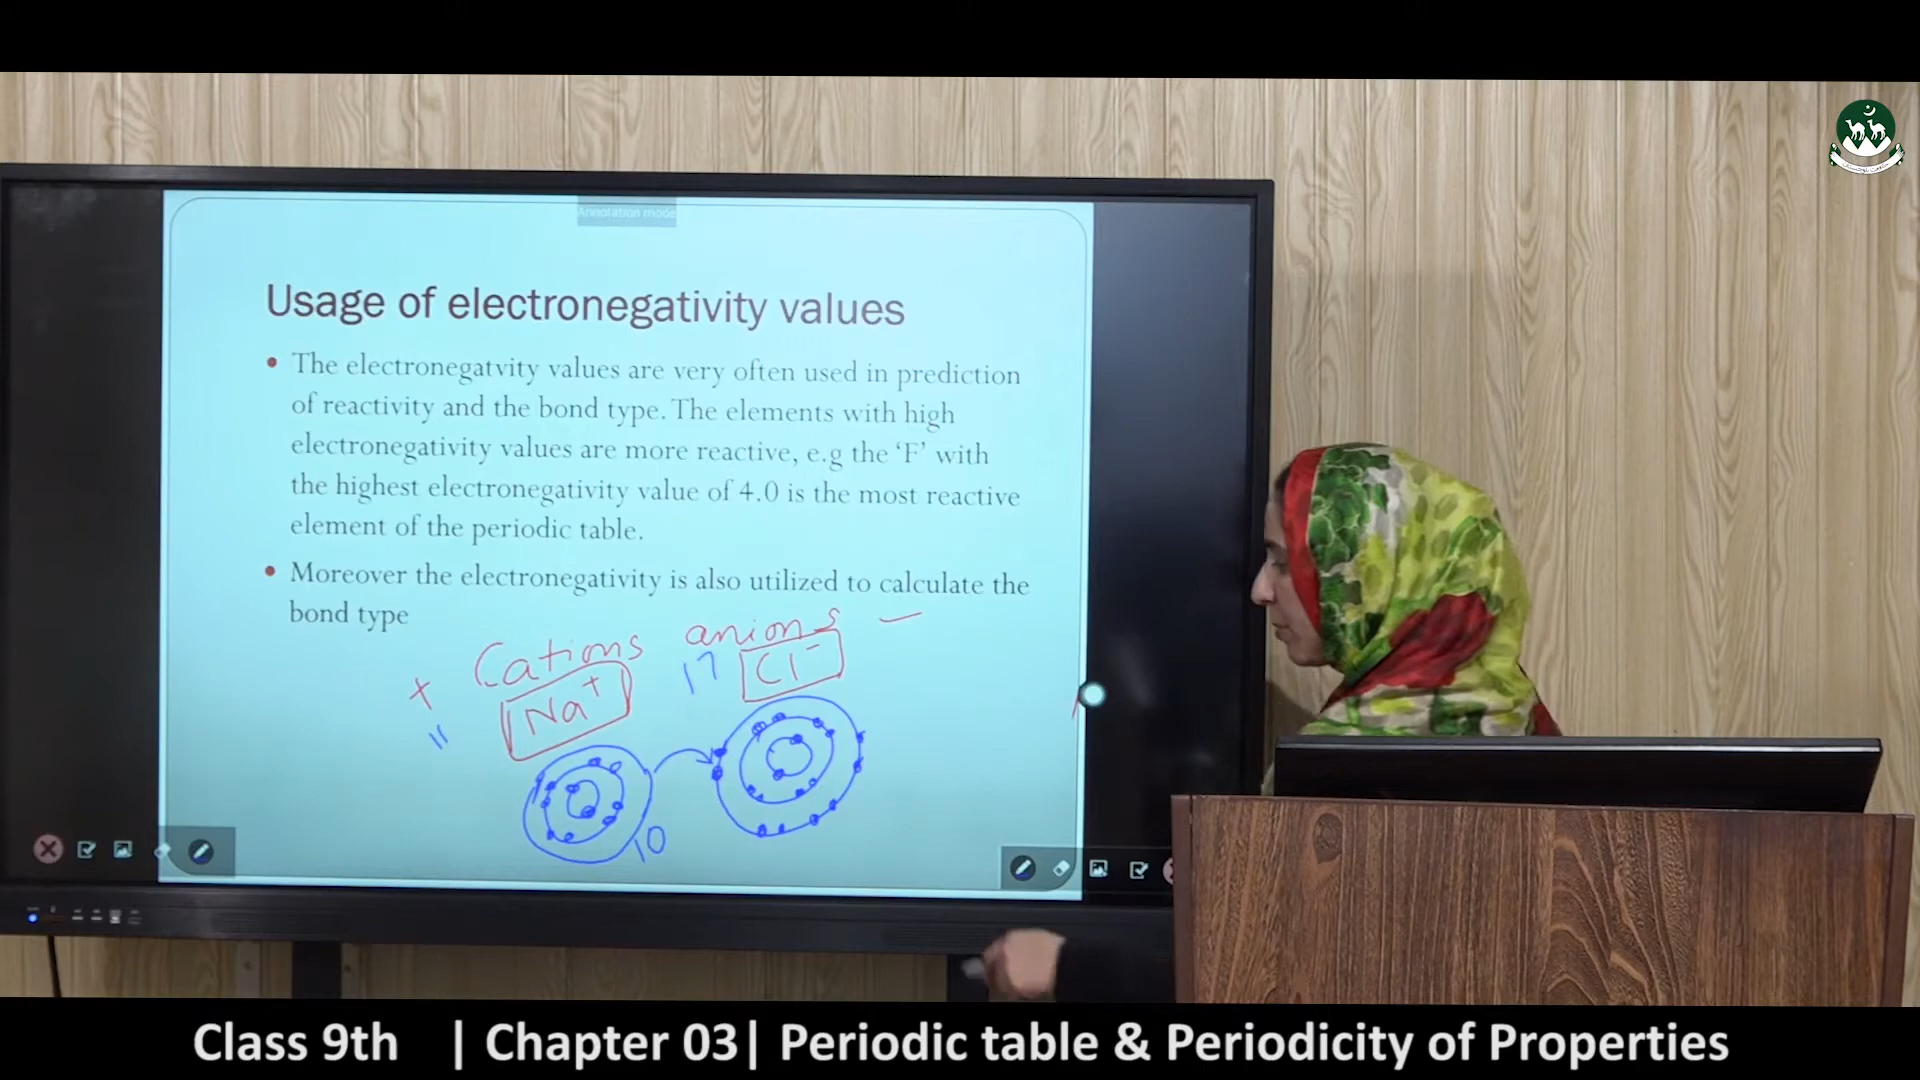 Annotation mode
Usage of electronegativity values
• The electronegatvity values are very often used in prediction
of reactivity and the bond type. The elements with high
electronegativity values are more reactive, e.g the ‘F’ with
the highest electronegativity value of 4.0 is the most reactive
element of the periodic table.
• Moreover the electronegativity is also utilized to calculate the
bond type
Cations anions −
+ Na⁺ 17 Cl⁻
11
10
Class 9th | Chapter 03| Periodic table & Periodicity of Properties